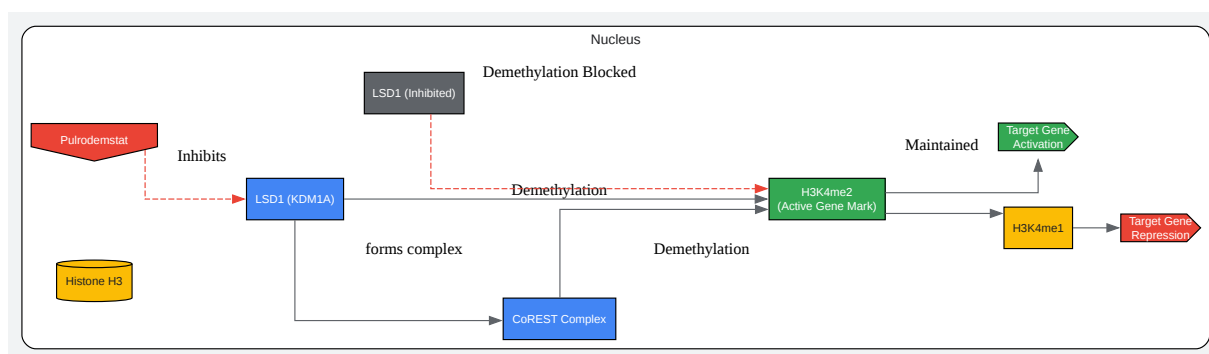 Nucleus
Demethylation Blocked
LSD1 (Inhibited)
Pulrodemstat
Inhibits
Maintained
Target Gene
Activation
LSD1 (KDM1A)
Demethylation
H3K4me2
(Active Gene Mark)
H3K4me1
Target Gene
Repression
forms complex
Demethylation
Histone H3
CoREST Complex